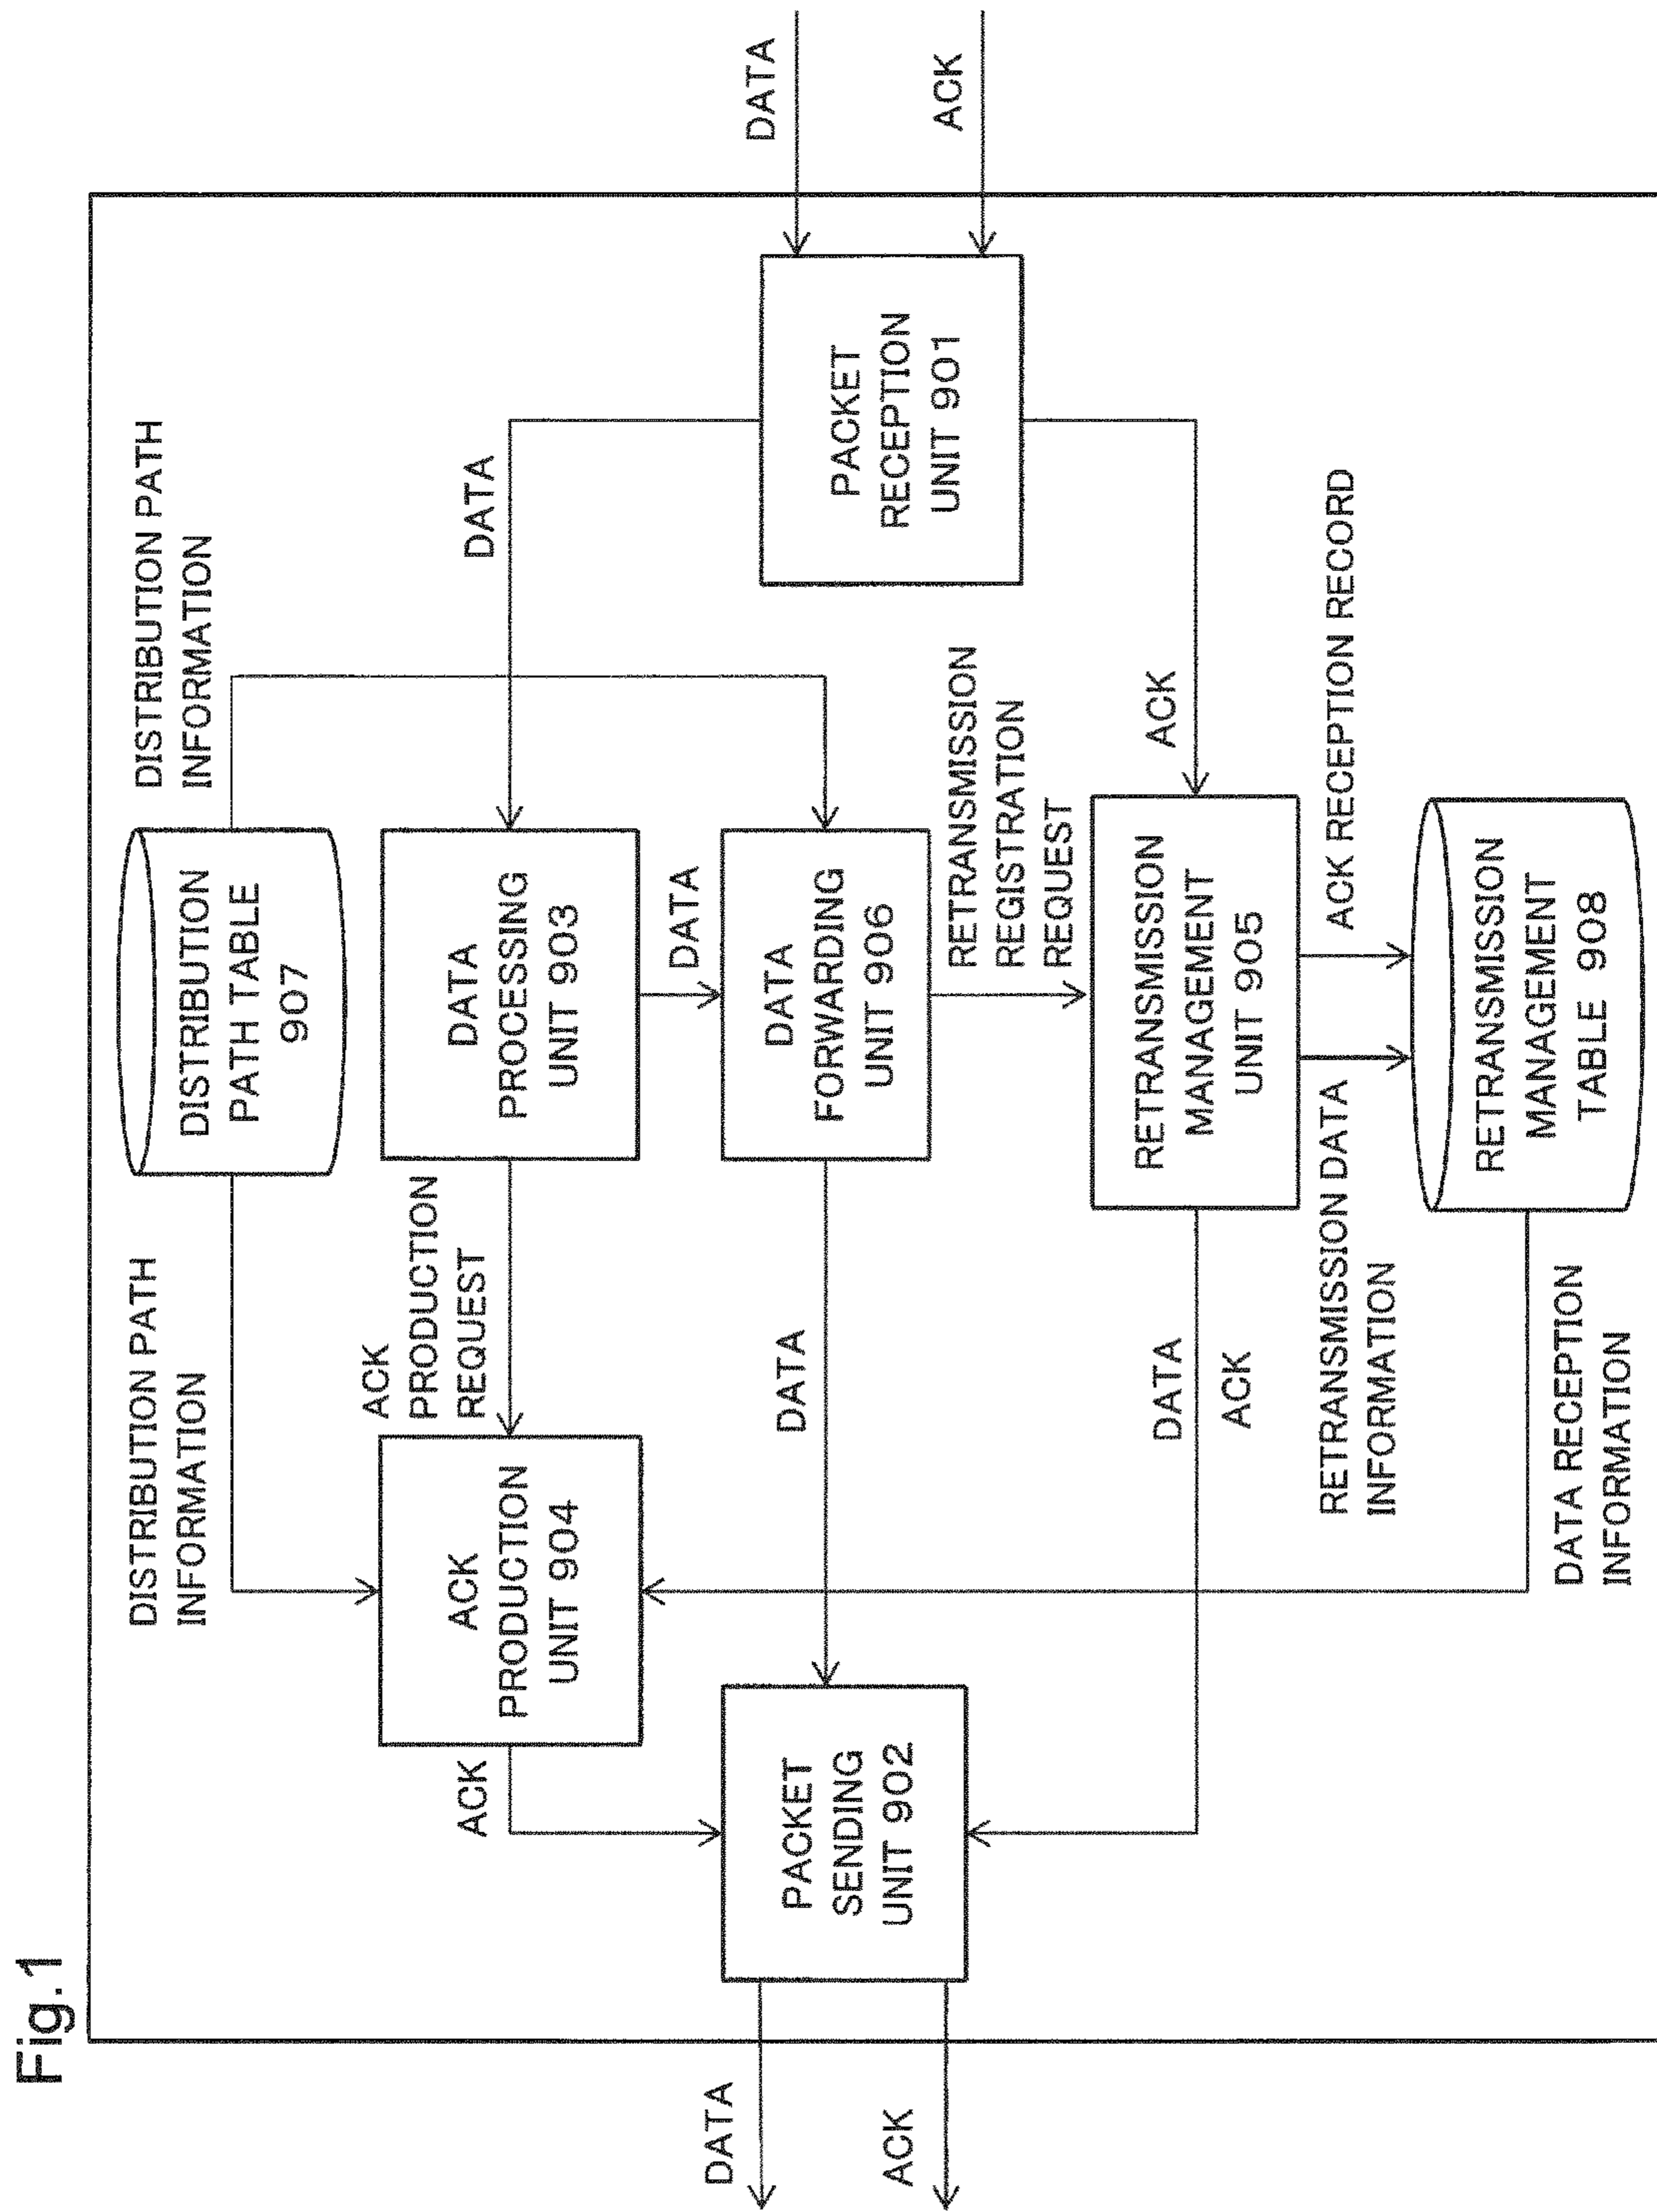 Fig.1
DISTRIBUTION PATH
INFORMATION
DISTRIBUTION
PATH TABLE
907
DISTRIBUTION PATH
INFORMATION
ACK
PRODUCTION
REQUEST
ACK
ACK
PRODUCTION
UNIT 904
DATA
PROCESSING
UNIT 903
DATA
DATA
DATA
ACK
PACKET
SENDING
UNIT 902
DATA
DATA
FORWARDING
UNIT 906
PACKET
RECEPTION
UNIT 901
DATA
ACK
RETRANSMISSION
REGISTRATION
REQUEST
DATA
ACK
RETRANSMISSION
MANAGEMENT
UNIT 905
ACK
RETRANSMISSION DATA
INFORMATION
ACK RECEPTION RECORD
DATA RECEPTION
INFORMATION
RETRANSMISSION
MANAGEMENT
TABLE 908